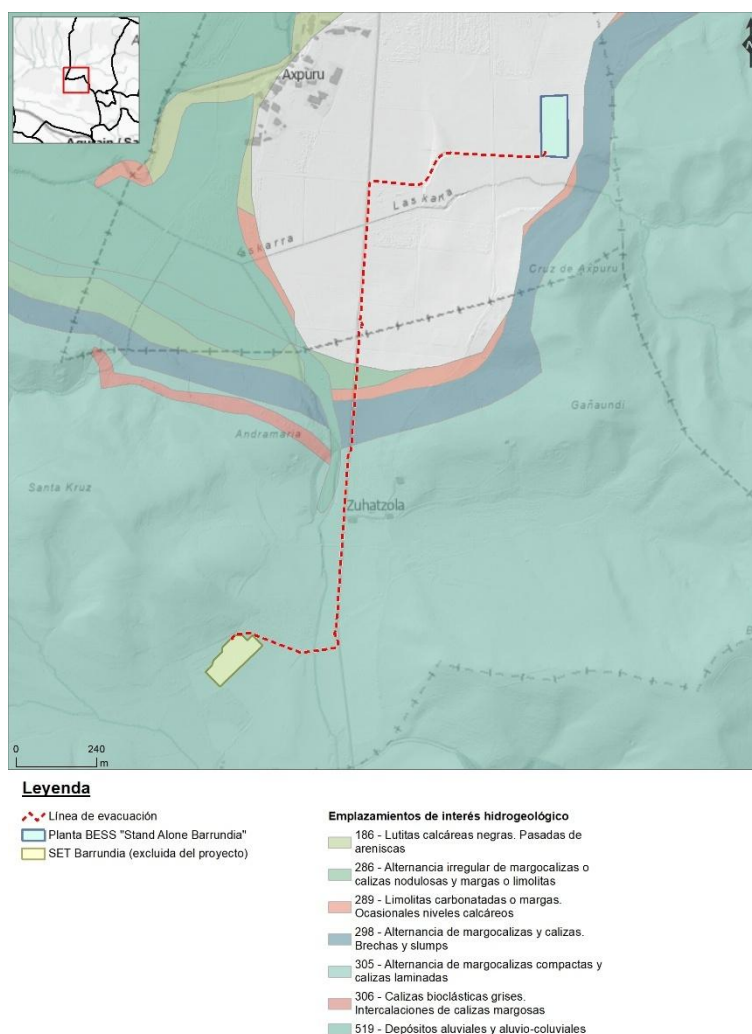 Axpuru
Agurain (Sa
Laskana
Laskarra
Cruz de Axpuru
Gañaundi
Andramaria
Santa Kruz
Zuhatzola
0 240
m
Leyenda
Línea de evacuación
Planta BESS "Stand Alone Barrundia"
SET Barrundia (excluida del proyecto)
Emplazamientos de interés hidrogeológico
186 - Lutitas calcáreas negras. Pasadas de
areniscas
286 - Alternancia irregular de margocalizas o
calizas nodulosas y margas o limolitas
289 - Limolitas carbonatadas o margas.
Ocasionales niveles calcáreos
298 - Alternancia de margocalizas y calizas.
Brechas y slumps
305 - Alternancia de margocalizas compactas y
calizas laminadas
306 - Calizas bioclásticas grises.
Intercalaciones de calizas margosas
519 - Depósitos aluviales y aluvio-coluviales